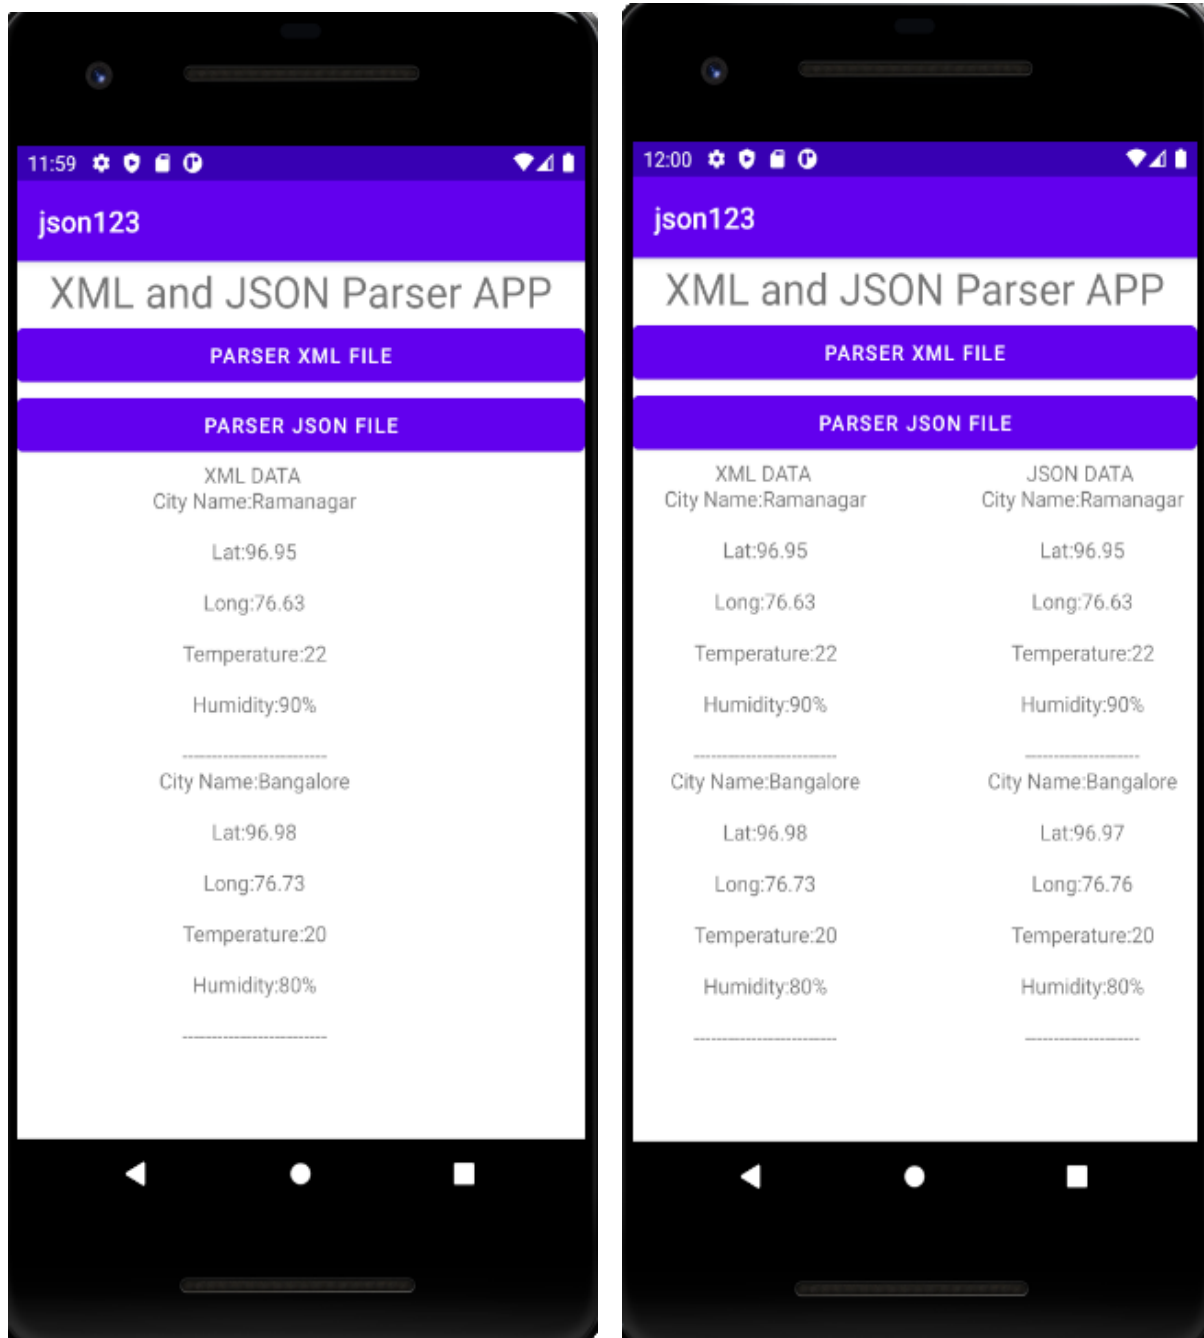 11:59
json123
XML and JSON Parser APP
PARSER XML FILE
PARSER JSON FILE
XML DATA
City Name:Ramanagar
Lat:96.95
Long:76.63
Temperature:22
Humidity:90%
-------------------------
City Name:Bangalore
Lat:96.98
Long:76.73
Temperature:20
Humidity:80%
-------------------------
12:00
json123
XML and JSON Parser APP
PARSER XML FILE
PARSER JSON FILE
XML DATA
City Name:Ramanagar
Lat:96.95
Long:76.63
Temperature:22
Humidity:90%
-------------------------
City Name:Bangalore
Lat:96.98
Long:76.73
Temperature:20
Humidity:80%
-------------------------
JSON DATA
City Name:Ramanagar
Lat:96.95
Long:76.63
Temperature:22
Humidity:90%
--------------------
City Name:Bangalore
Lat:96.97
Long:76.76
Temperature:20
Humidity:80%
--------------------